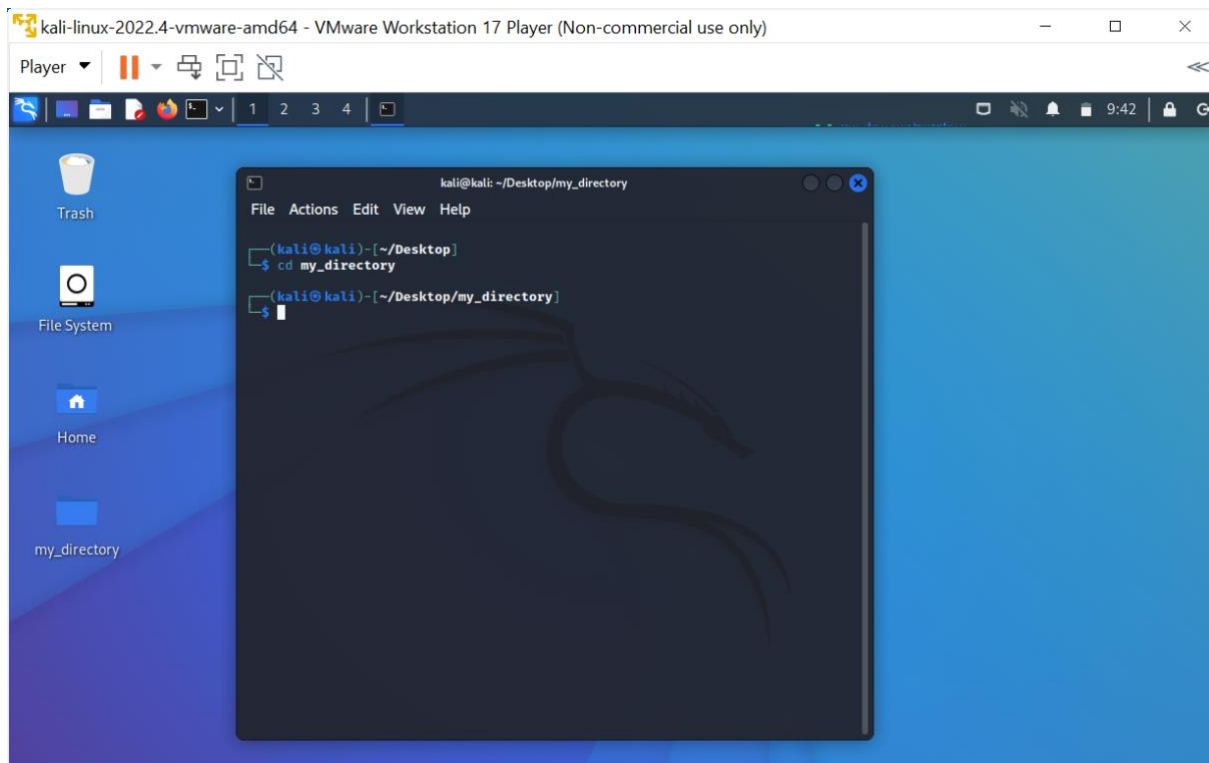 kali-linux-2022.4-vmware-amd64 - VMware Workstation 17 Player (Non-commercial use only)
Player
1 2 3 4
9:42
Trash
File System
Home
my_directory
kali@kali: ~/Desktop/my_directory
File Actions Edit View Help
┌──(kali㉿kali)-[~/Desktop]
└─$ cd my_directory
┌──(kali㉿kali)-[~/Desktop/my_directory]
└─$